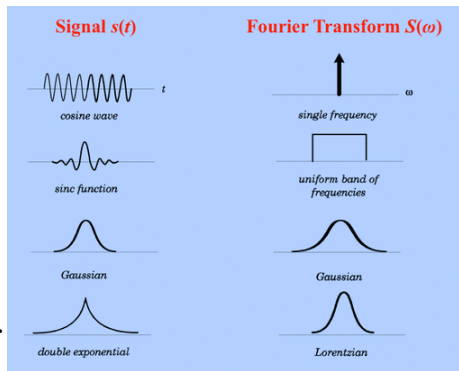 Signal s(t)
Fourier Transform S(ω)
t
cosine wave
ω
single frequency
sinc function
uniform band of
frequencies
Gaussian
Gaussian
double exponential
Lorentzian